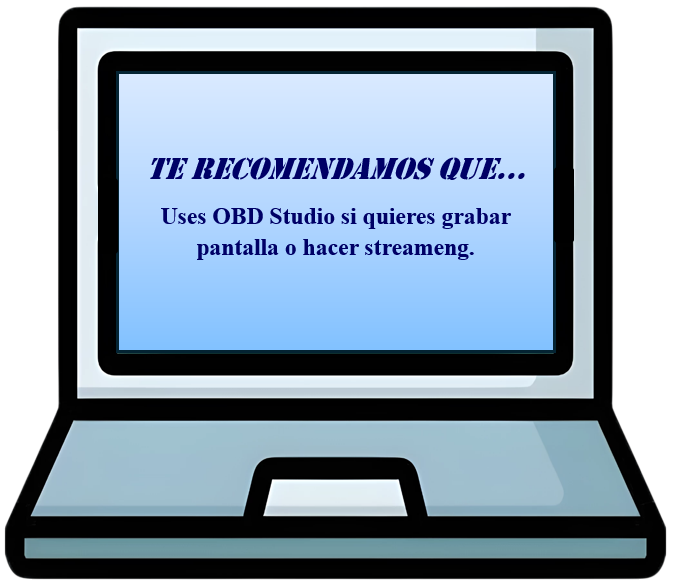 TE RECOMENDAMOS QUE...
Uses OBD Studio si quieres grabar
pantalla o hacer streameng.